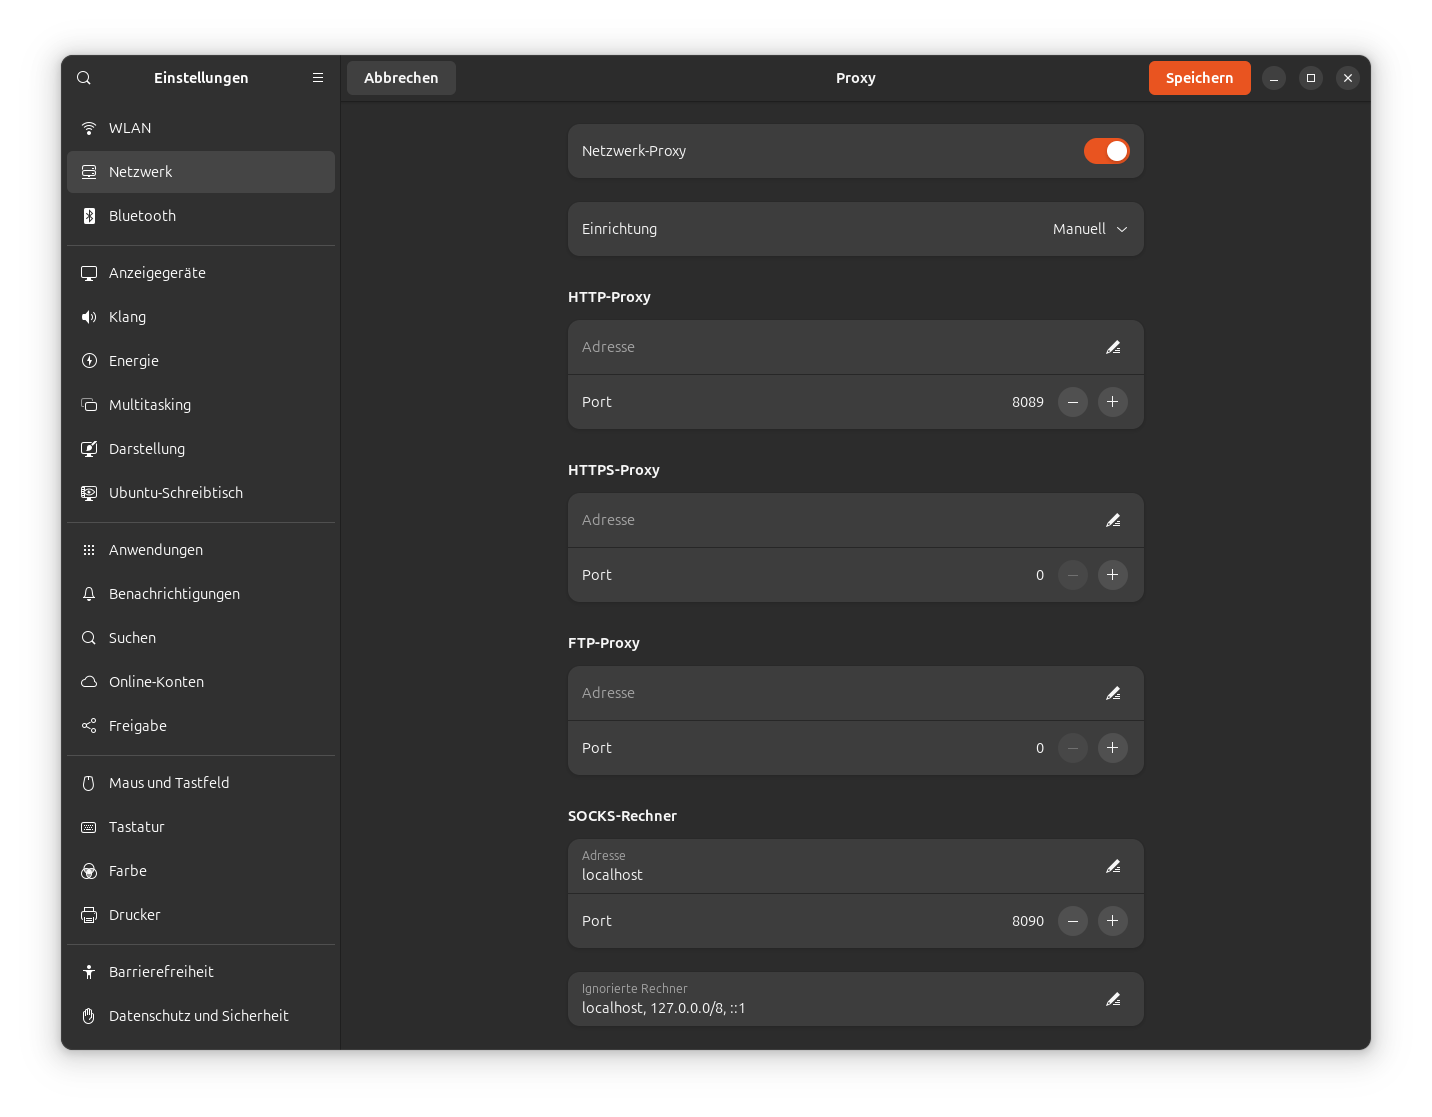 Einstellungen
WLAN
Netzwerk
Bluetooth
Anzeigegeräte
Klang
Energie
Multitasking
Darstellung
Ubuntu-Schreibtisch
Anwendungen
Benachrichtigungen
Suchen
Online-Konten
Freigabe
Maus und Tastfeld
Tastatur
Farbe
Drucker
Barrierefreiheit
Datenschutz und Sicherheit
Abbrechen
Proxy
Speichern
Netzwerk-Proxy
Einrichtung
Manuell
HTTP-Proxy
Adresse
Port
8089
HTTPS-Proxy
Adresse
Port
0
FTP-Proxy
Adresse
Port
0
SOCKS-Rechner
Adresse
localhost
Port
8090
Ignorierte Rechner
localhost, 127.0.0.0/8, ::1